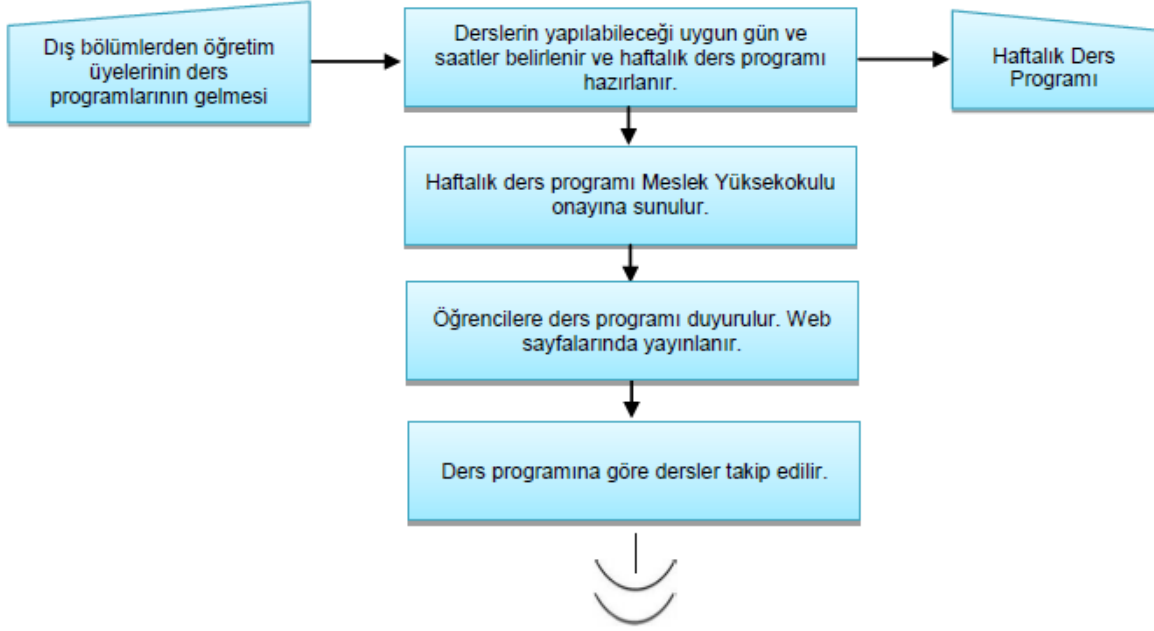 Dış bölümlerden öğretim
üyelerinin ders
programlarının gelmesi
Derslerin yapılabileceği uygun gün ve
saatler belirlenir ve haftalık ders programı
hazırlanır.
Haftalık Ders
Programı
Haftalık ders programı Meslek Yüksekokulu
onayına sunulur.
Öğrencilere ders programı duyurulur. Web
sayfalarında yayınlanır.
Ders programına göre dersler takip edilir.